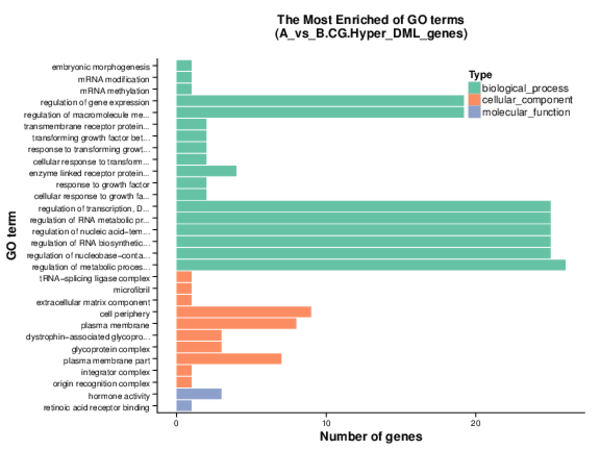 The Most Enriched of GO terms
(A_vs_B.CG.Hyper_DML_genes)
Type
biological_process
cellular_component
molecular_function
GO term
embryonic morphogenesis
mRNA modification
mRNA methylation
regulation of gene expression
regulation of macromolecule me...
transmembrane receptor protein...
transforming growth factor bet...
response to transforming growt...
cellular response to transform...
enzyme linked receptor protein...
response to growth factor
cellular response to growth fa...
regulation of transcription, D...
regulation of RNA metabolic pr...
regulation of nucleic acid-tem...
regulation of RNA biosynthetic...
regulation of nucleobase-conta...
regulation of metabolic proces...
tRNA-splicing ligase complex
microfibril
extracellular matrix component
cell periphery
plasma membrane
dystrophin-associated glycopro...
glycoprotein complex
plasma membrane part
integrator complex
origin recognition complex
hormone activity
retinoic acid receptor binding
0 10 20
Number of genes